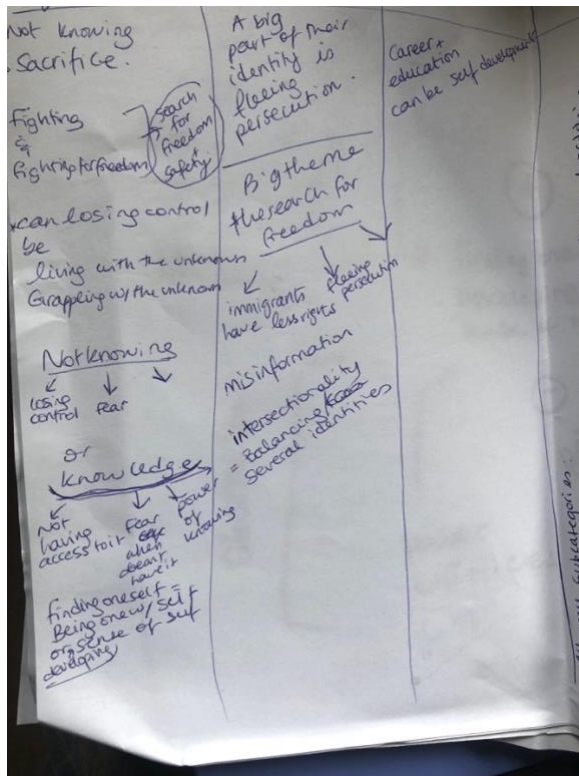 Not knowing
Sacrifice.
Fighting
&
fighting for freedom
search
for
freedom
+
safety
can losing control
be
living with the unknown
Grappling w/ the unknown
Not knowing
losing
control
fear
or
knowledge
Not
having
access to it
fear
when
doesn't
have it
power
of
knowing
finding oneself =
Being one w/ self
or sense of self
developing
A big
part of their
identity is
fleeing
persecution.
Big theme
the search for
freedom
immigrants
have less rights
fleeing
persecution
misinformation
intersectionality
= Balancing
several identities
Career +
education
can be self development
subcategories: